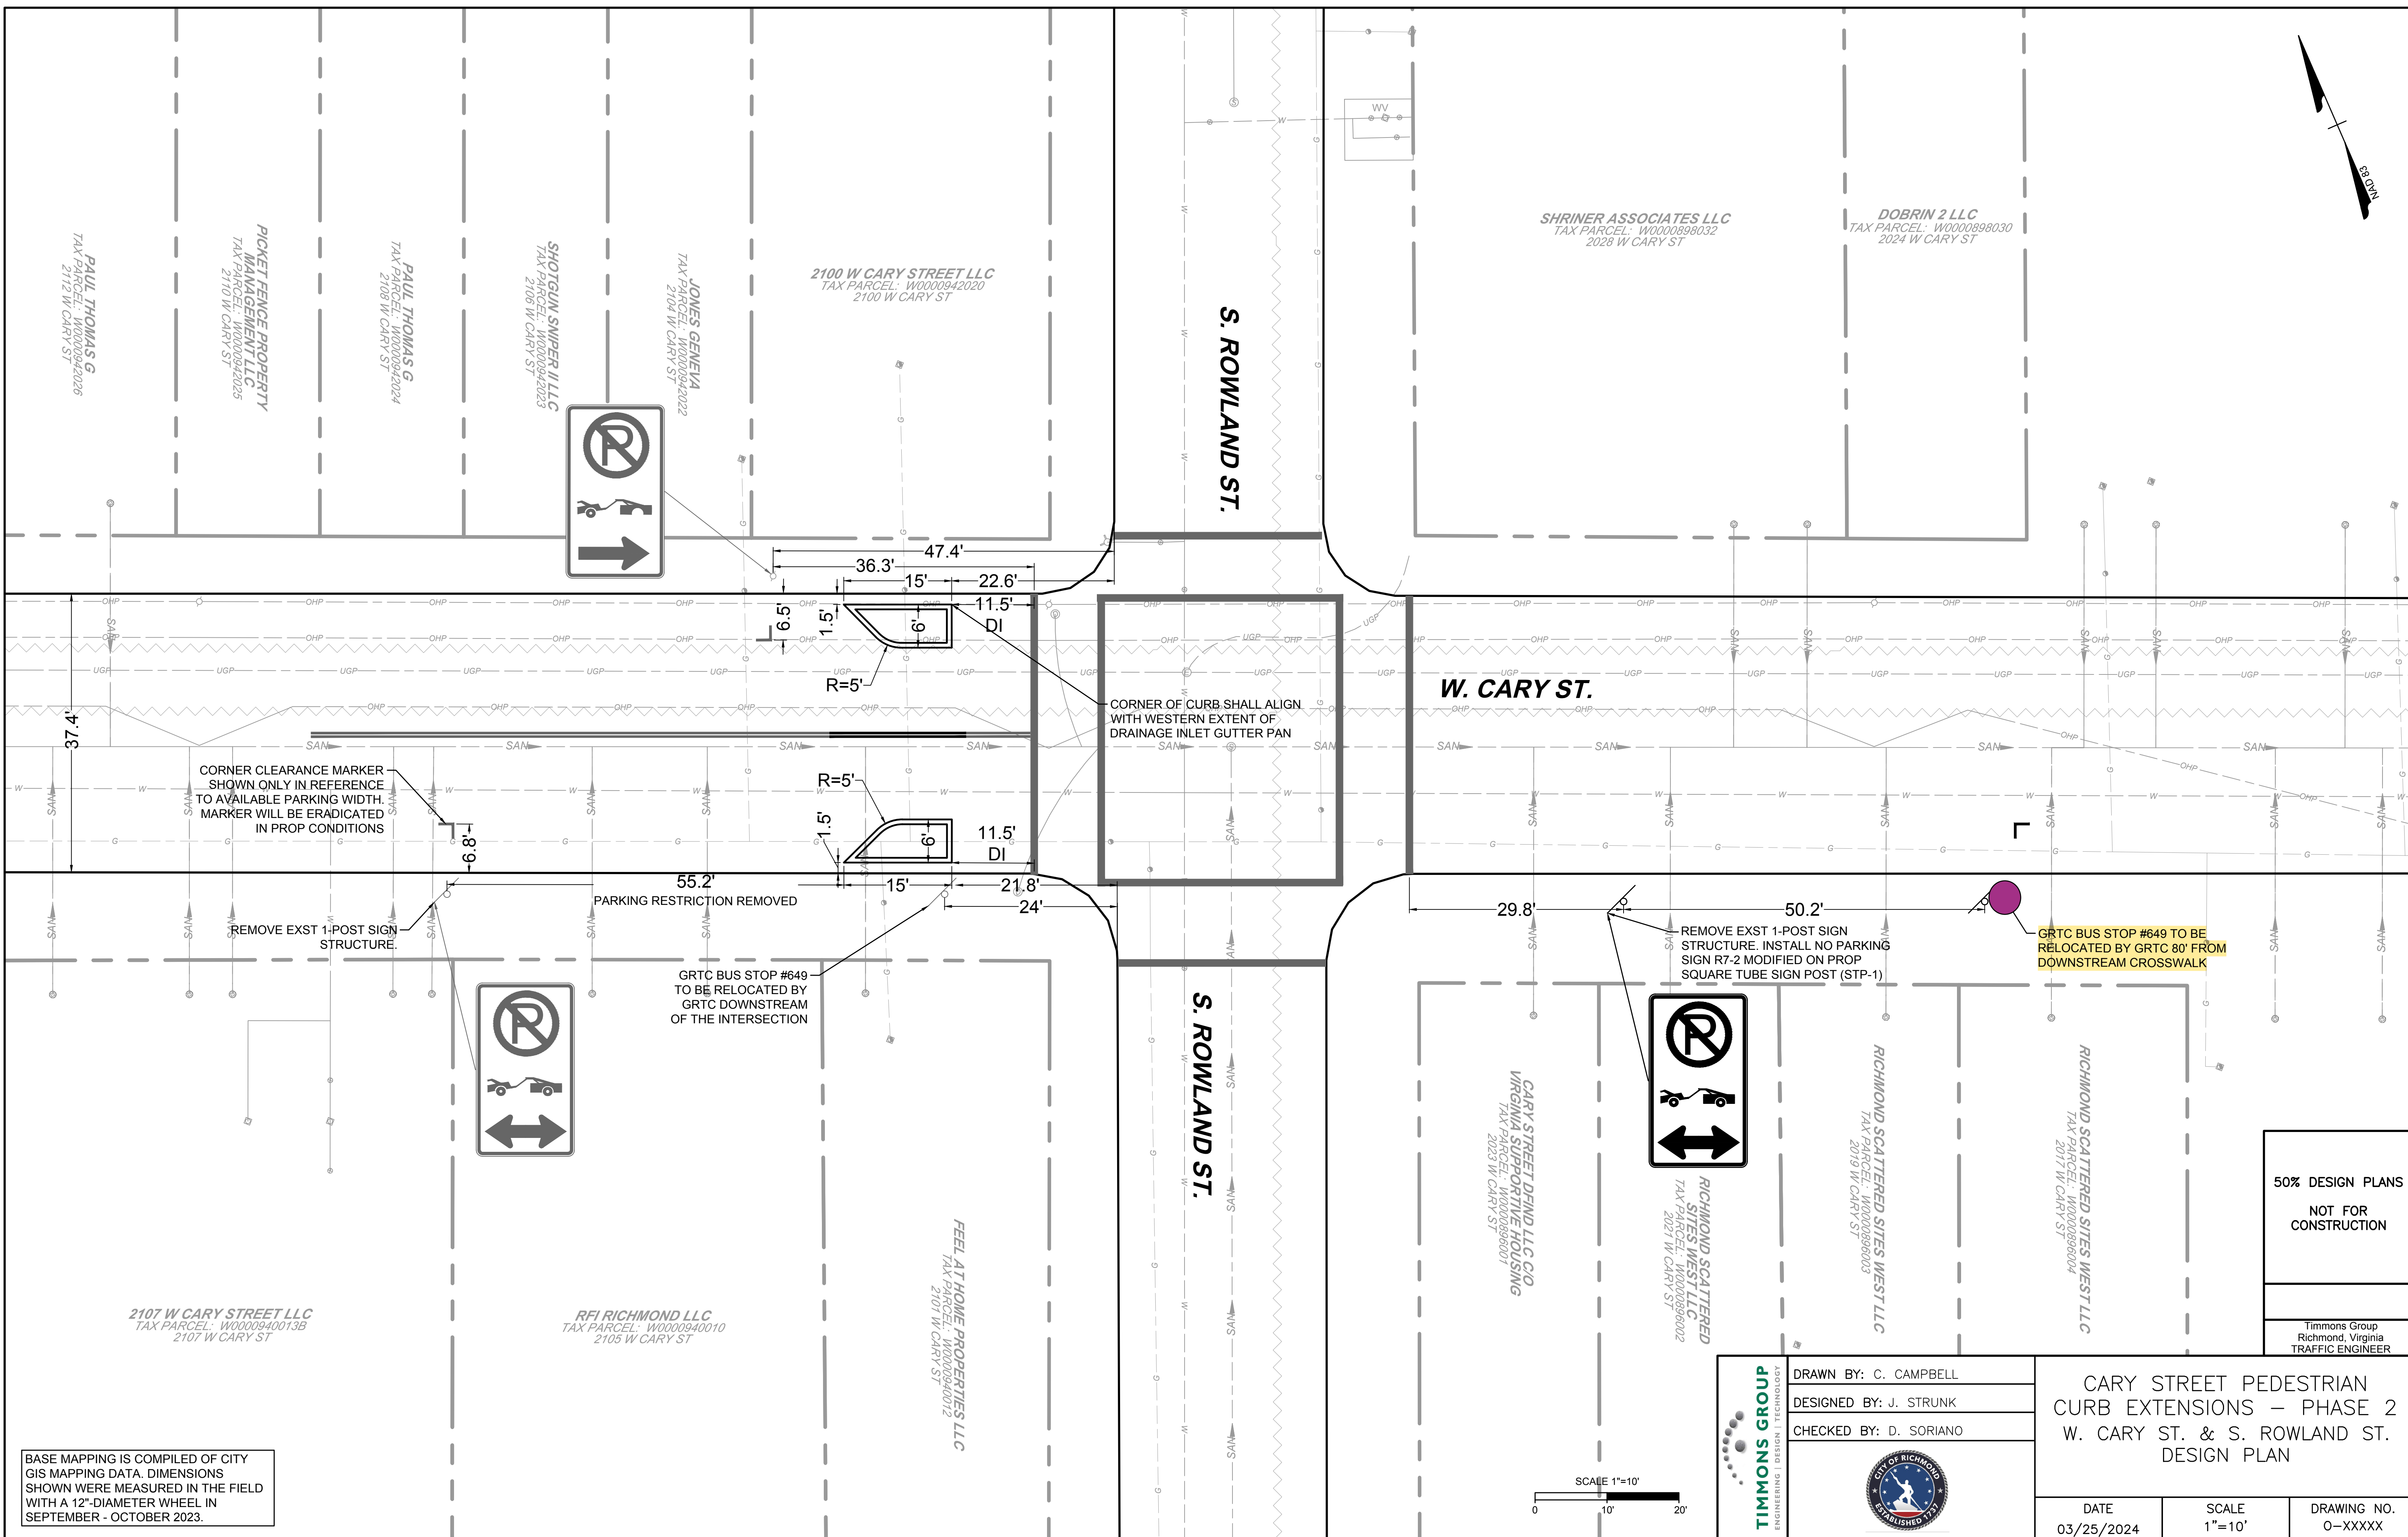 PAUL THOMAS G
TAX PARCEL: W0000942026
2112 W CARY ST
PICKET FENCE PROPERTY
MANAGEMENT LLC
TAX PARCEL: W0000942025
2110 W CARY ST
PAUL THOMAS G
TAX PARCEL: W0000942024
2108 W CARY ST
SHOTGUN SNIPER II LLC
TAX PARCEL: W0000942023
2106 W CARY ST
JONES GENEVA
TAX PARCEL: W0000942022
2104 W CARY ST
2100 W CARY STREET LLC
TAX PARCEL: W0000942020
2100 W CARY ST
S. ROWLAND ST.
WV
SHRINER ASSOCIATES LLC
TAX PARCEL: W0000898032
2028 W CARY ST
DOBRIN 2 LLC
TAX PARCEL: W0000898030
2024 W CARY ST
NAD 83
P
47.4'
36.3'
15'
22.6'
6.5'
1.5'
6'
11.5'
DI
R=5'
CORNER OF CURB SHALL ALIGN
WITH WESTERN EXTENT OF
DRAINAGE INLET GUTTER PAN
W. CARY ST.
37.4'
CORNER CLEARANCE MARKER
SHOWN ONLY IN REFERENCE
TO AVAILABLE PARKING WIDTH.
MARKER WILL BE ERADICATED
IN PROP CONDITIONS
6.8'
R=5'
1.5'
6'
11.5'
DI
55.2'
PARKING RESTRICTION REMOVED
15'
21.8'
24'
REMOVE EXST 1-POST SIGN
STRUCTURE.
GRTC BUS STOP #649
TO BE RELOCATED BY
GRTC DOWNSTREAM
OF THE INTERSECTION
29.8'
50.2'
REMOVE EXST 1-POST SIGN
STRUCTURE. INSTALL NO PARKING
SIGN R7-2 MODIFIED ON PROP
SQUARE TUBE SIGN POST (STP-1)
GRTC BUS STOP #649 TO BE
RELOCATED BY GRTC 80' FROM
DOWNSTREAM CROSSWALK
P
P
OHP
UGP
SAN
W
G
S. ROWLAND ST.
2107 W CARY STREET LLC
TAX PARCEL: W0000940013B
2107 W CARY ST
RFI RICHMOND LLC
TAX PARCEL: W0000940010
2105 W CARY ST
FEEL AT HOME PROPERTIES LLC
TAX PARCEL: W0000940012
2101 W CARY ST
CARY STREET DFIND LLC C/O
VIRGINIA SUPPORTIVE HOUSING
TAX PARCEL: W0000896001
2023 W CARY ST
RICHMOND SCATTERED
SITES WEST LLC
TAX PARCEL: W0000896002
2021 W CARY ST
RICHMOND SCATTERED SITES WEST LLC
TAX PARCEL: W0000896003
2019 W CARY ST
RICHMOND SCATTERED SITES WEST LLC
TAX PARCEL: W0000896004
2017 W CARY ST
50% DESIGN PLANS
NOT FOR
CONSTRUCTION
Timmons Group
Richmond, Virginia
TRAFFIC ENGINEER
BASE MAPPING IS COMPILED OF CITY
GIS MAPPING DATA. DIMENSIONS
SHOWN WERE MEASURED IN THE FIELD
WITH A 12"-DIAMETER WHEEL IN
SEPTEMBER - OCTOBER 2023.
SCALE 1"=10'
0 10' 20'
TIMMONS GROUP
ENGINEERING | DESIGN | TECHNOLOGY
DRAWN BY: C. CAMPBELL
DESIGNED BY: J. STRUNK
CHECKED BY: D. SORIANO
CITY OF RICHMOND
ESTABLISHED 1737
CARY STREET PEDESTRIAN
CURB EXTENSIONS – PHASE 2
W. CARY ST. & S. ROWLAND ST.
DESIGN PLAN
DATE
03/25/2024
SCALE
1"=10'
DRAWING NO.
O-XXXXX